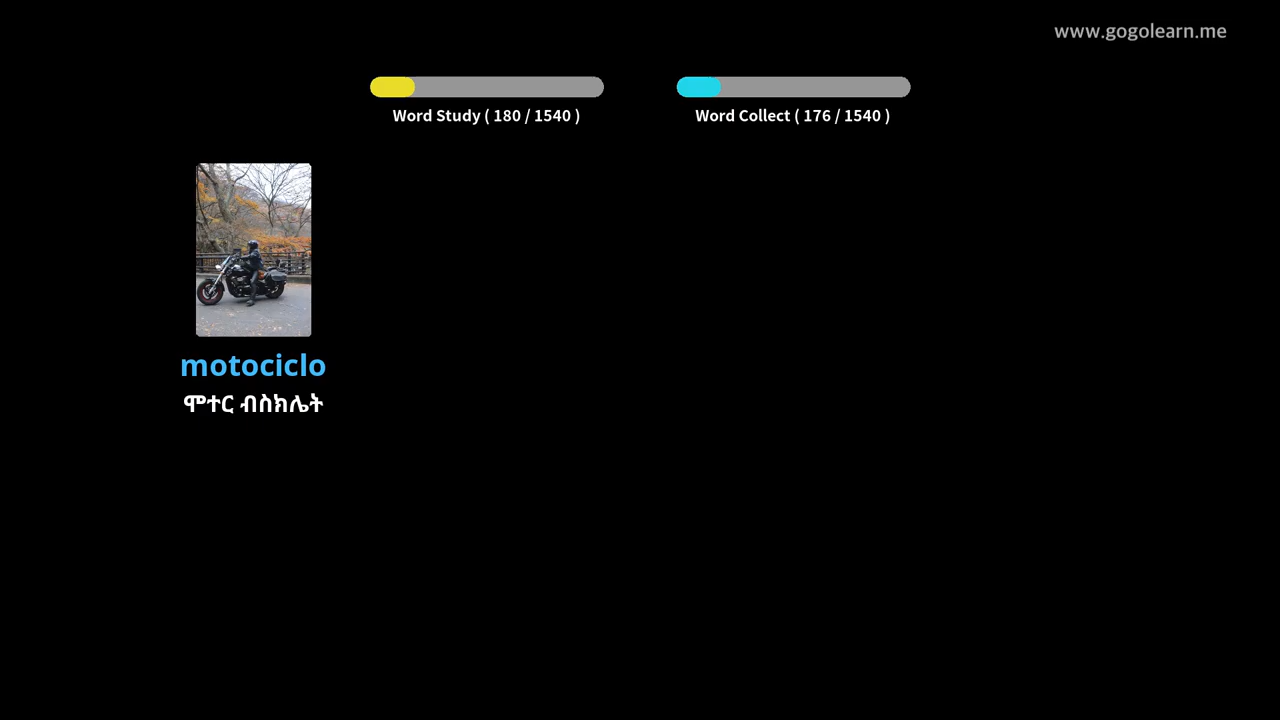 www.gogolearn.me
Word Study ( 180 / 1540 )
Word Collect ( 176 / 1540 )
motociclo
ሞተር ብስክሌት